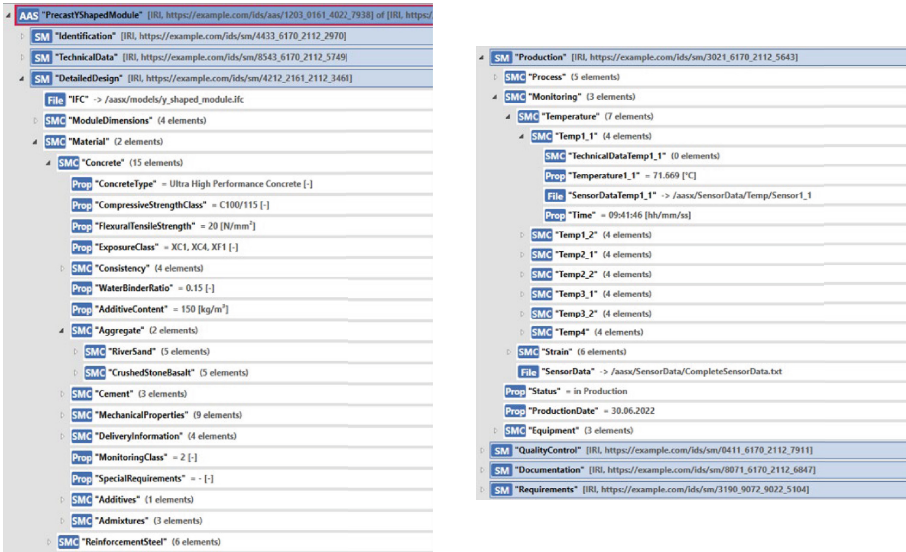 AAS "PrecastYShapedModule" [IRI, https://example.com/ids/aas/1203_0161_4022_7938] of [IRI, https:/
SM "Identification" [IRI, https://example.com/ids/sm/4433_6170_2112_2970]
SM "TechnicalData" [IRI, https://example.com/ids/sm/8543_6170_2112_5749]
SM "DetailedDesign" [IRI, https://example.com/ids/sm/4212_2161_2112_3461]
File "IFC" -> /aasx/models/y_shaped_module.ifc
SMC "ModuleDimensions" (4 elements)
SMC "Material" (2 elements)
SMC "Concrete" (15 elements)
Prop "ConcreteType" = Ultra High Performance Concrete [-]
Prop "CompressiveStrengthClass" = C100/115 [-]
Prop "FlexuralTensileStrength" = 20 [N/mm²]
Prop "ExposureClass" = XC1, XC4, XF1 [-]
SMC "Consistency" (4 elements)
Prop "WaterBinderRatio" = 0.15 [-]
Prop "AdditiveContent" = 150 [kg/m³]
SMC "Aggregate" (2 elements)
SMC "RiverSand" (5 elements)
SMC "CrushedStoneBasalt" (5 elements)
SMC "Cement" (3 elements)
SMC "MechanicalProperties" (9 elements)
SMC "DeliveryInformation" (4 elements)
Prop "MonitoringClass" = 2 [-]
Prop "SpecialRequirements" = - [-]
SMC "Additives" (1 elements)
SMC "Admixtures" (3 elements)
SMC "ReinforcementSteel" (6 elements)
SM "Production" [IRI, https://example.com/ids/sm/3021_6170_2112_5643]
SMC "Process" (5 elements)
SMC "Monitoring" (3 elements)
SMC "Temperature" (7 elements)
SMC "Temp1_1" (4 elements)
SMC "TechnicalDataTemp1_1" (0 elements)
Prop "Temperature1_1" = 71.669 [°C]
File "SensorDataTemp1_1" -> /aasx/SensorData/Temp/Sensor1_1
Prop "Time" = 09:41:46 [hh/mm/ss]
SMC "Temp1_2" (4 elements)
SMC "Temp2_1" (4 elements)
SMC "Temp2_2" (4 elements)
SMC "Temp3_1" (4 elements)
SMC "Temp3_2" (4 elements)
SMC "Temp4" (4 elements)
SMC "Strain" (6 elements)
File "SensorData" -> /aasx/SensorData/CompleteSensorData.txt
Prop "Status" = in Production
Prop "ProductionDate" = 30.06.2022
SMC "Equipment" (3 elements)
SM "QualityControl" [IRI, https://example.com/ids/sm/0411_6170_2112_7911]
SM "Documentation" [IRI, https://example.com/ids/sm/8071_6170_2112_6847]
SM "Requirements" [IRI, https://example.com/ids/sm/3190_9072_9022_5104]